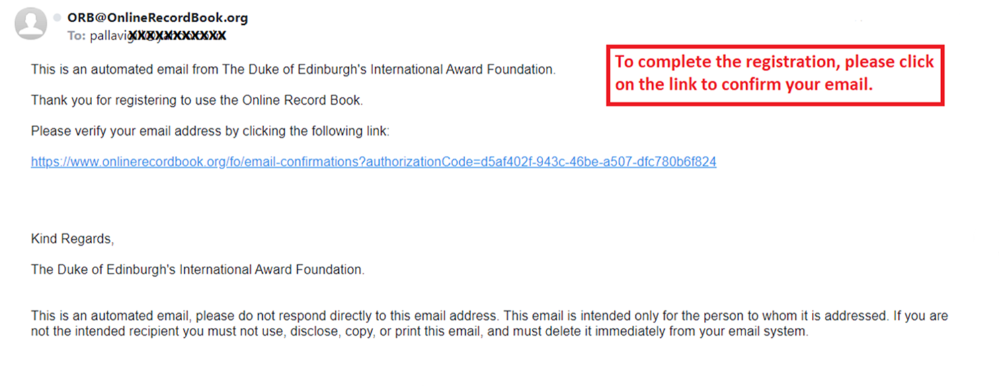 ORB@OnlineRecordBook.org
To: pallavi
This is an automated email from The Duke of Edinburgh's International Award Foundation.
To complete the registration, please click
on the link to confirm your email.
Thank you for registering to use the Online Record Book.
Please verify your email address by clicking the following link:
https://www.onlinerecordbook.org/fo/email-confirmations?authorizationCode=d5af402f-943c-46be-a507-dfc780b6f824
Kind Regards,
The Duke of Edinburgh's International Award Foundation.
This is an automated email, please do not respond directly to this email address. This email is intended only for the person to whom it is addressed. If you are
not the intended recipient you must not use, disclose, copy, or print this email, and must delete it immediately from your email system.